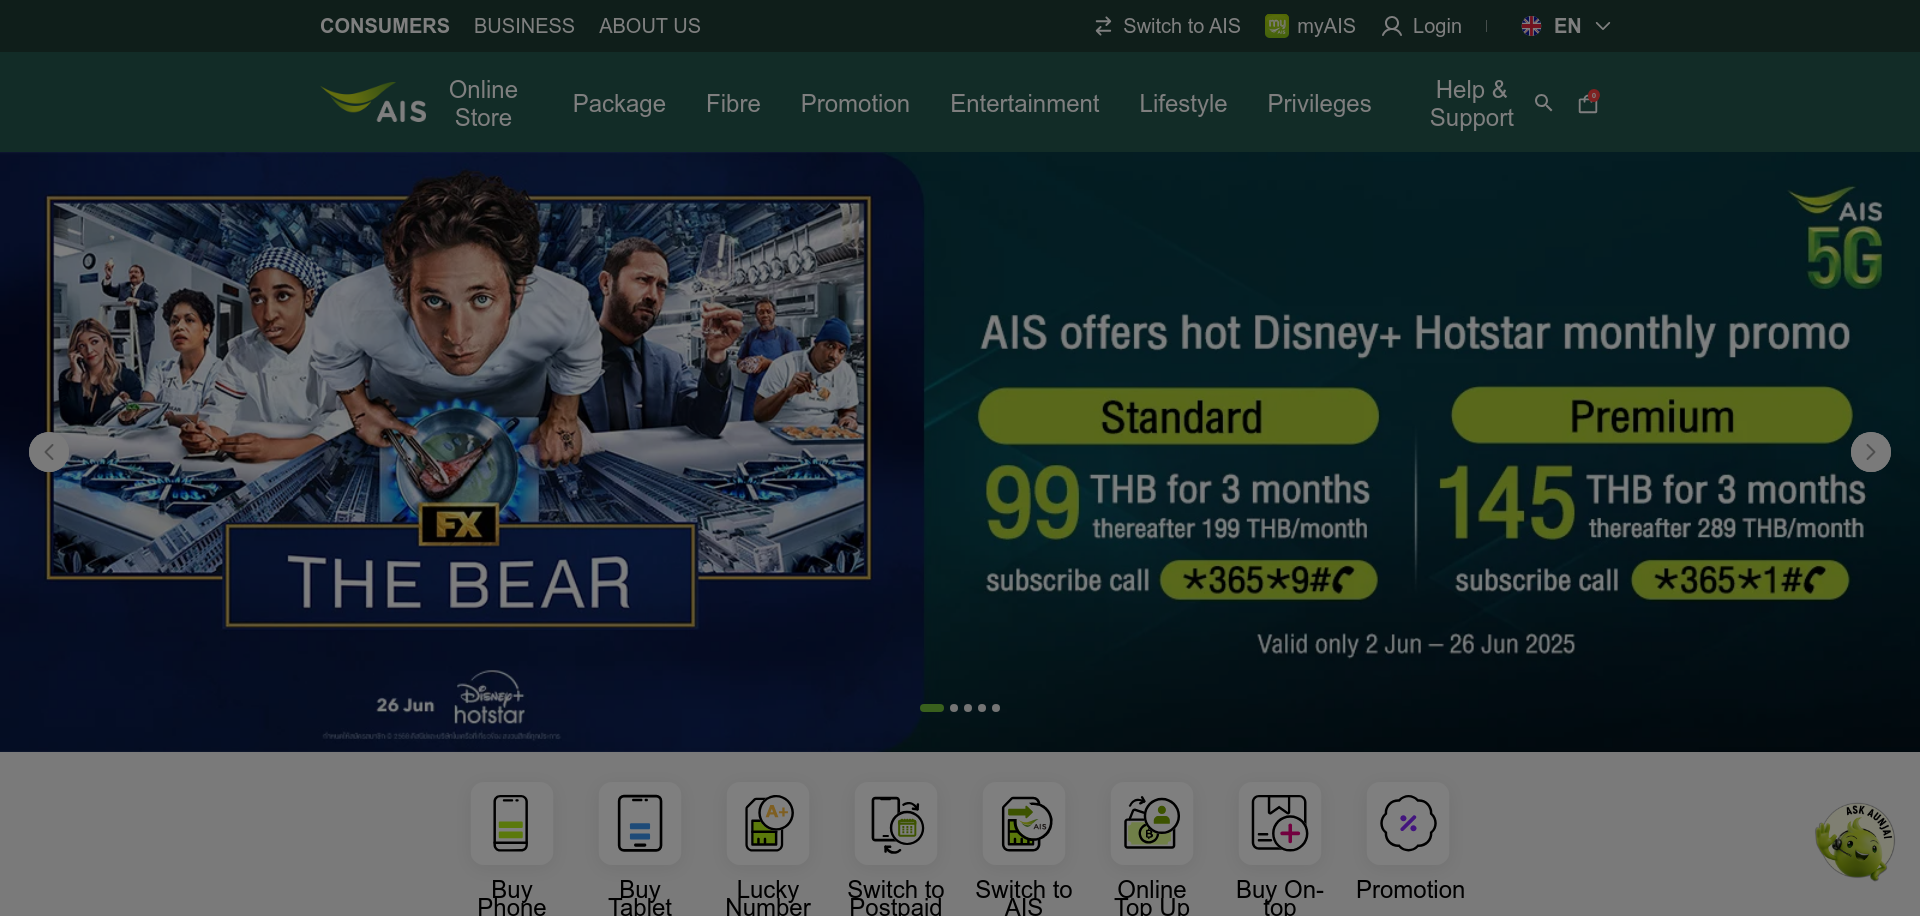 CONSUMERS BUSINESS ABOUT US
Switch to AIS
my
myAIS
Login
EN
AIS
Online
Store
Package
Fibre
Promotion
Entertainment
Lifestyle
Privileges
Help &
Support
0
FX
THE BEAR
26 Jun
Disney+
hotstar
AIS
5G
AIS offers hot Disney+ Hotstar monthly promo
Standard
99 THB for 3 months
thereafter 199 THB/month
subscribe call *365*9#
Premium
145 THB for 3 months
thereafter 289 THB/month
subscribe call *365*1#
Valid only 2 Jun – 26 Jun 2025
A+
AIS
B
%
ASK AUNJAI
Buy
Phone
Buy
Tablet
Lucky
Number
Switch to
Postpaid
Switch to
AIS
Online
Top Up
Buy On-
top
Promotion